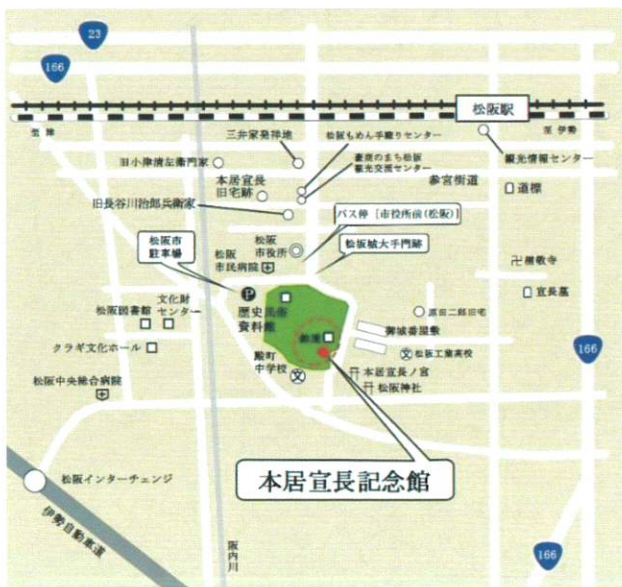 23
166
松阪駅
至 津
至 伊勢
三井家発祥地
松阪もめん手織りセンター
豪商のまち松阪
観光交流センター
観光情報センター
旧小津清左衛門家
本居宣長
旧宅跡
参宮街道
道標
旧長谷川治郎兵衛家
バス停［市役所前(松阪)］
松阪市
駐車場
松阪
市役所
松坂城大手門跡
松阪
市民病院
樹敬寺
宣長墓
P
歴史民俗
資料館
文化財
センター
松阪図書館
原田二郎旧宅
御城番屋敷
鈴屋
クラギ文化ホール
殿町
中学校
文
文
松阪工業高校
本居宣長ノ宮
松阪神社
166
松阪中央総合病院
本居宣長記念館
松阪インターチェンジ
伊勢自動車道
阪内川
166